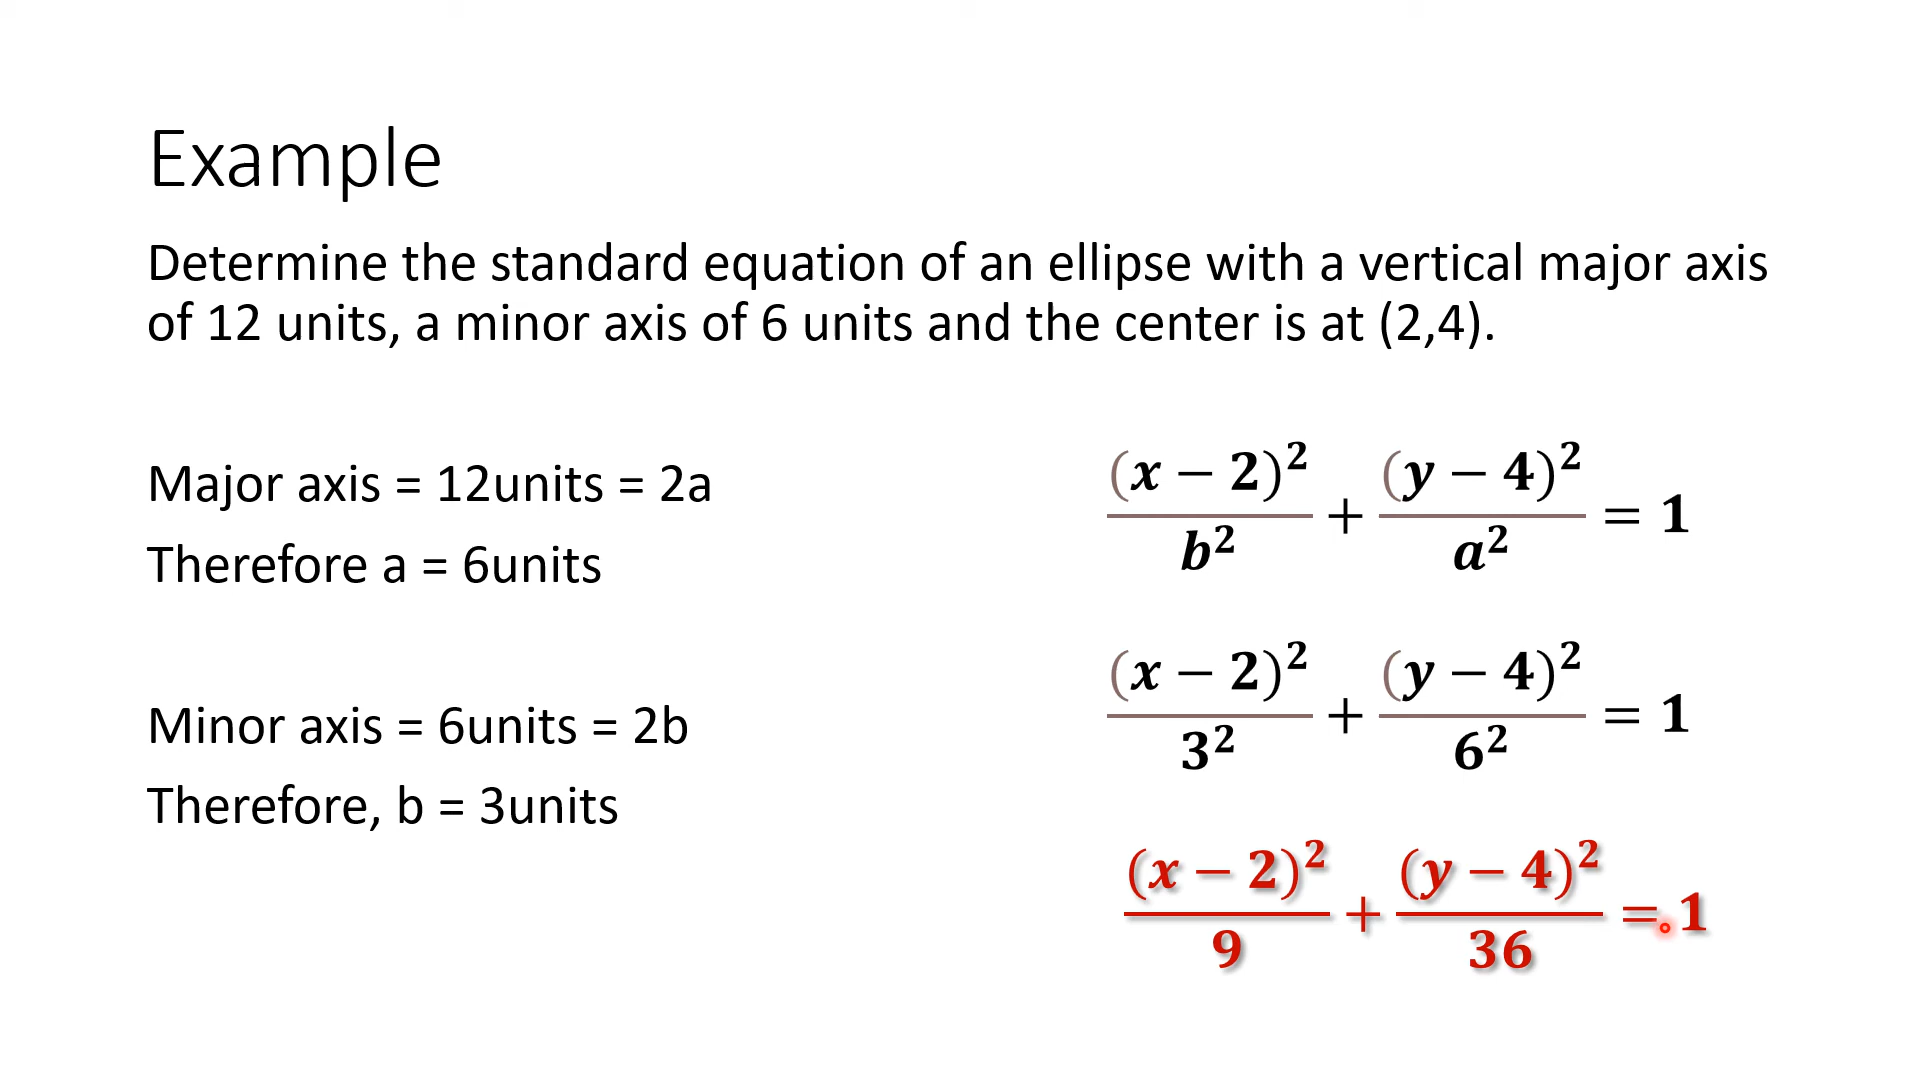 Example
Determine the standard equation of an ellipse with a vertical major axis
of 12 units, a minor axis of 6 units and the center is at (2,4).
Major axis = 12units = 2a
Therefore a = 6units
Minor axis = 6units = 2b
Therefore, b = 3units
(x − 2)²/b² + (y − 4)²/a² = 1
(x − 2)²/3² + (y − 4)²/6² = 1
(x − 2)²/9 + (y − 4)²/36 = 1